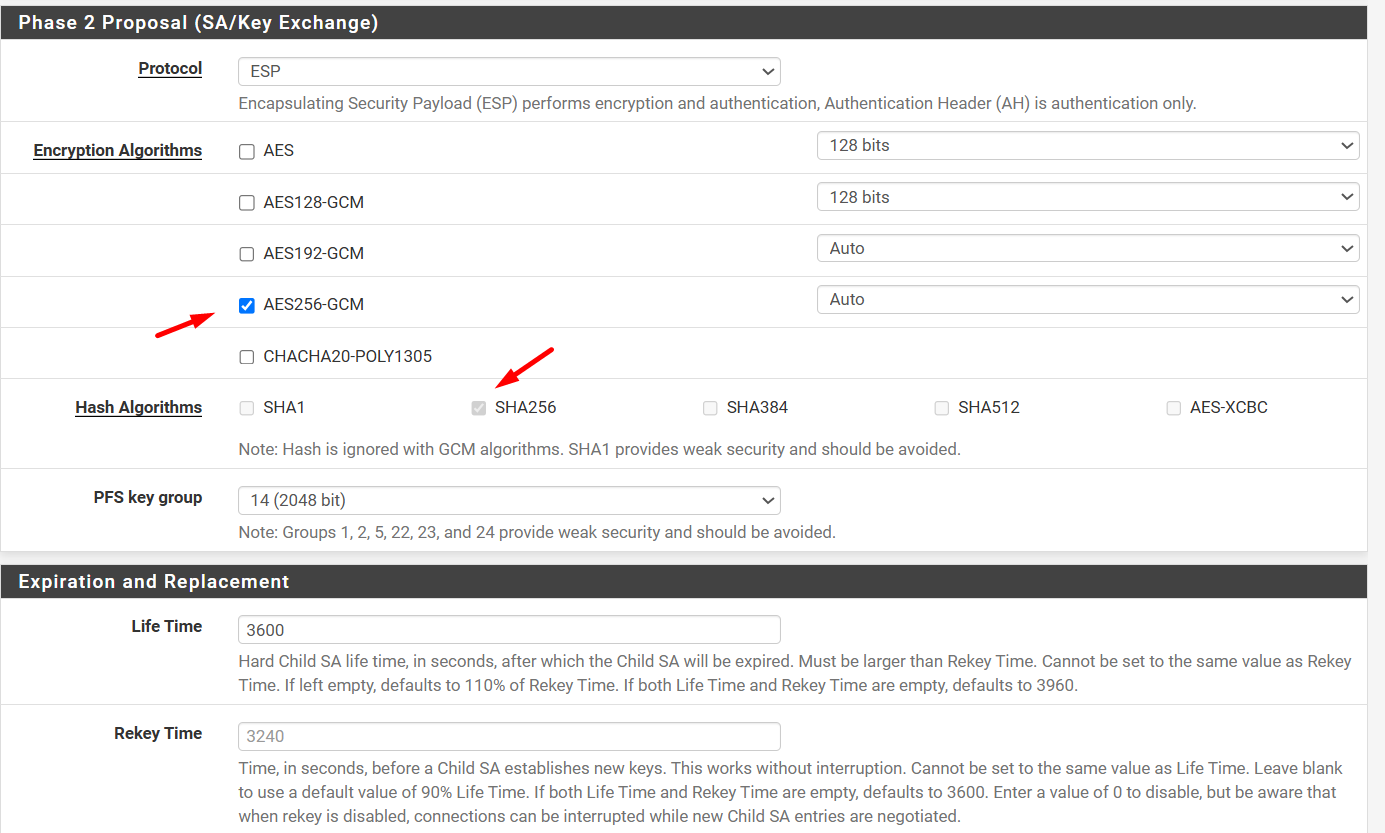 Phase 2 Proposal (SA/Key Exchange)
Protocol
ESP
Encapsulating Security Payload (ESP) performs encryption and authentication, Authentication Header (AH) is authentication only.
Encryption Algorithms
AES
128 bits
AES128-GCM
128 bits
AES192-GCM
Auto
AES256-GCM
Auto
CHACHA20-POLY1305
Hash Algorithms
SHA1
SHA256
SHA384
SHA512
AES-XCBC
Note: Hash is ignored with GCM algorithms. SHA1 provides weak security and should be avoided.
PFS key group
14 (2048 bit)
Note: Groups 1, 2, 5, 22, 23, and 24 provide weak security and should be avoided.
Expiration and Replacement
Life Time
3600
Hard Child SA life time, in seconds, after which the Child SA will be expired. Must be larger than Rekey Time. Cannot be set to the same value as Rekey
Time. If left empty, defaults to 110% of Rekey Time. If both Life Time and Rekey Time are empty, defaults to 3960.
Rekey Time
3240
Time, in seconds, before a Child SA establishes new keys. This works without interruption. Cannot be set to the same value as Life Time. Leave blank
to use a default value of 90% Life Time. If both Life Time and Rekey Time are empty, defaults to 3600. Enter a value of 0 to disable, but be aware that
when rekey is disabled, connections can be interrupted while new Child SA entries are negotiated.